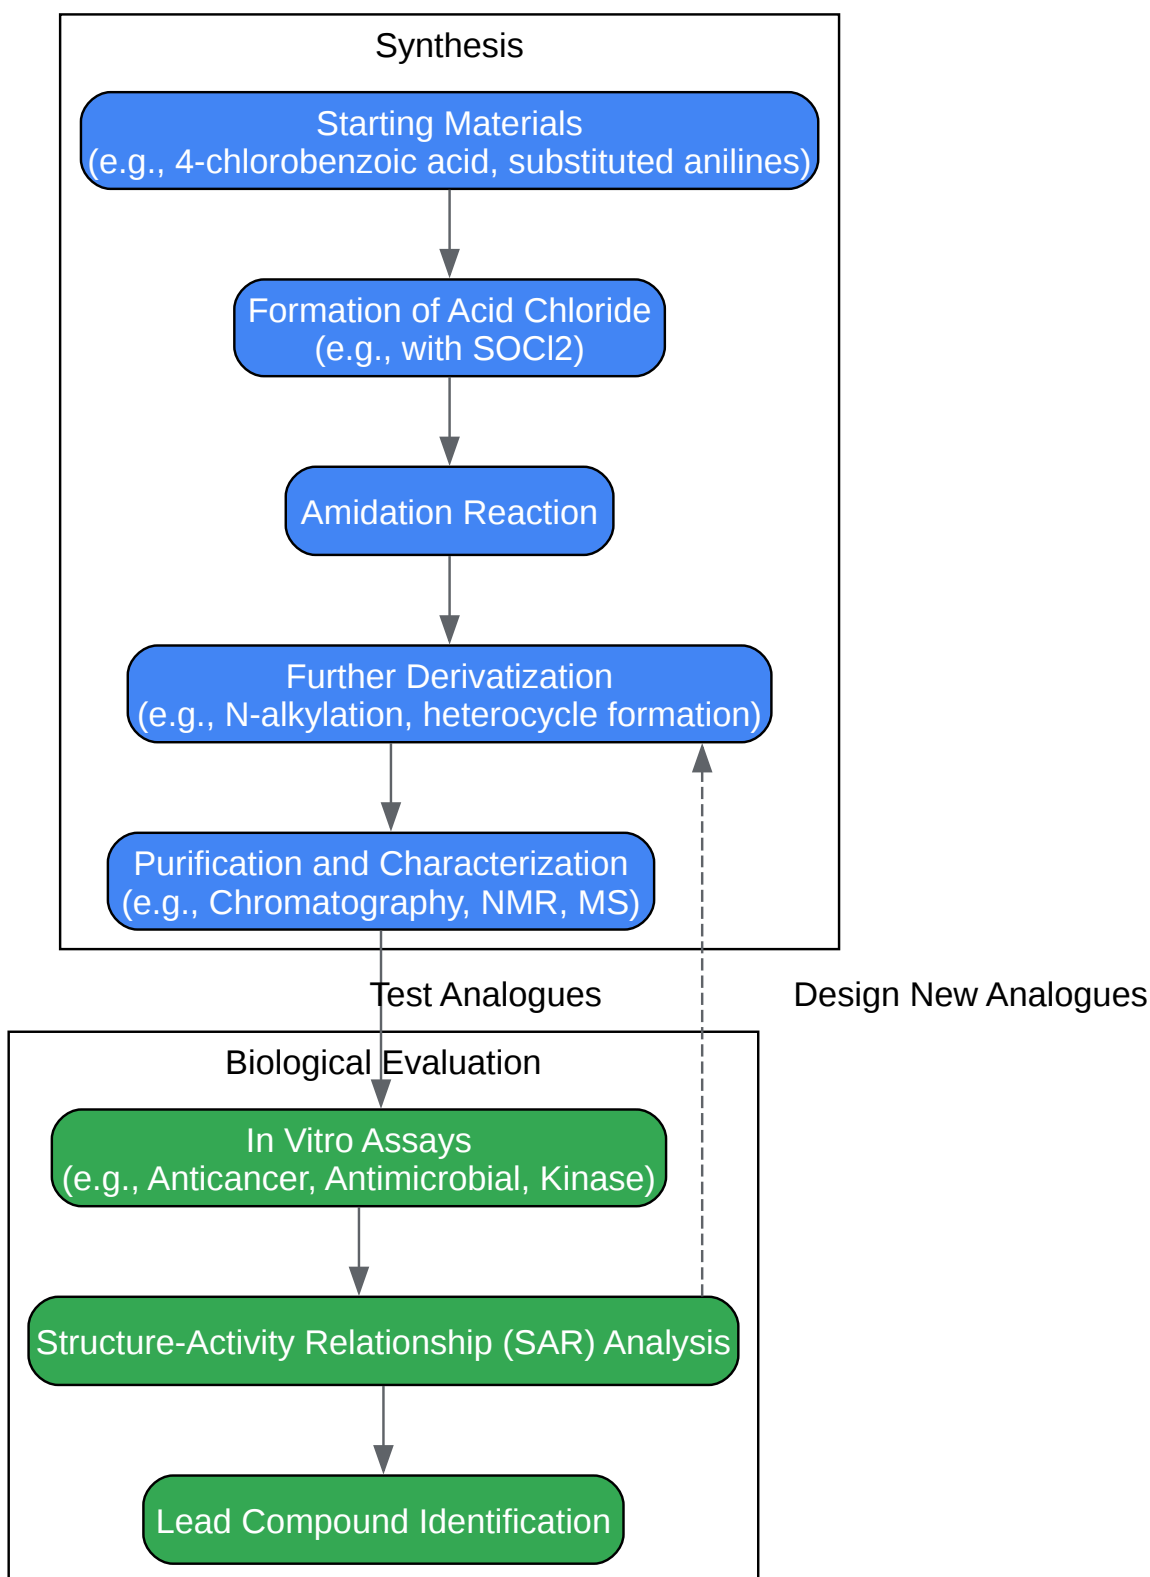 Synthesis
Starting Materials
(e.g., 4-chlorobenzoic acid, substituted anilines)
Formation of Acid Chloride
(e.g., with SOCl2)
Amidation Reaction
Further Derivatization
(e.g., N-alkylation, heterocycle formation)
Purification and Characterization
(e.g., Chromatography, NMR, MS)
Test Analogues
Design New Analogues
Biological Evaluation
In Vitro Assays
(e.g., Anticancer, Antimicrobial, Kinase)
Structure-Activity Relationship (SAR) Analysis
Lead Compound Identification